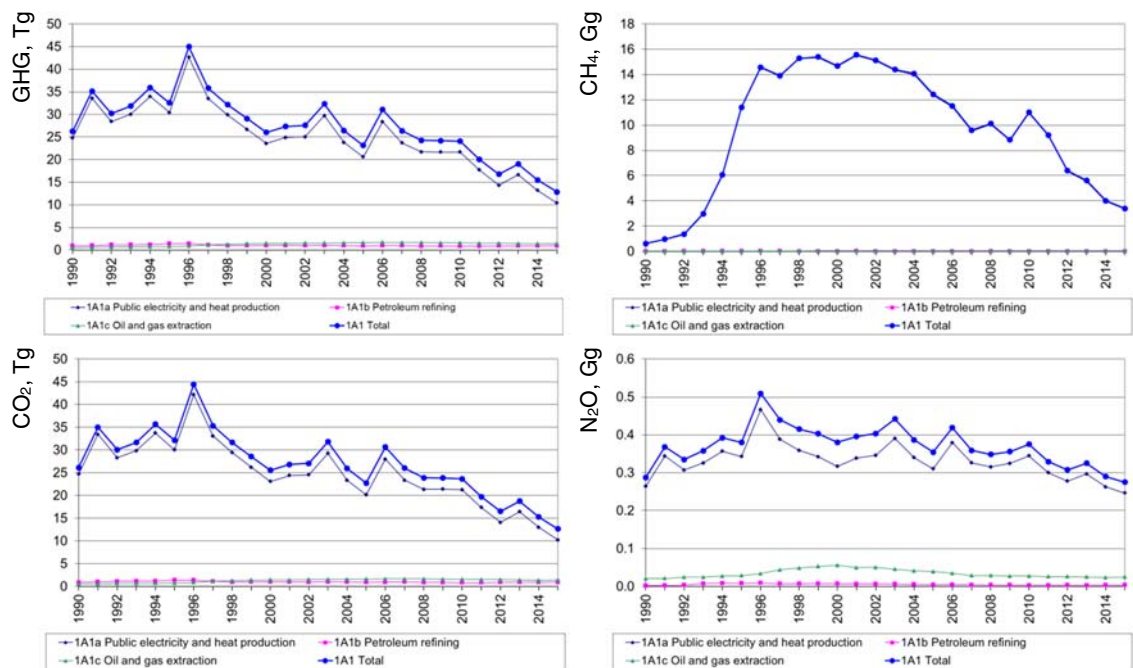 GHG, Tg
50
45
40
35
30
25
20
15
10
5
0
1990 1992 1994 1996 1998 2000 2002 2004 2006 2008 2010 2012 2014
1A1a Public electricity and heat production 1A1b Petroleum refining
1A1c Oil and gas extraction 1A1 Total
CH₄, Gg
18
16
14
12
10
8
6
4
2
0
1990 1992 1994 1996 1998 2000 2002 2004 2006 2008 2010 2012 2014
1A1a Public electricity and heat production 1A1b Petroleum refining
1A1c Oil and gas extraction 1A1 Total
CO₂, Tg
50
45
40
35
30
25
20
15
10
5
0
1990 1992 1994 1996 1998 2000 2002 2004 2006 2008 2010 2012 2014
1A1a Public electricity and heat production 1A1b Petroleum refining
1A1c Oil and gas extraction 1A1 Total
N₂O, Gg
0.6
0.5
0.4
0.3
0.2
0.1
0.0
1990 1992 1994 1996 1998 2000 2002 2004 2006 2008 2010 2012 2014
1A1a Public electricity and heat production 1A1b Petroleum refining
1A1c Oil and gas extraction 1A1 Total